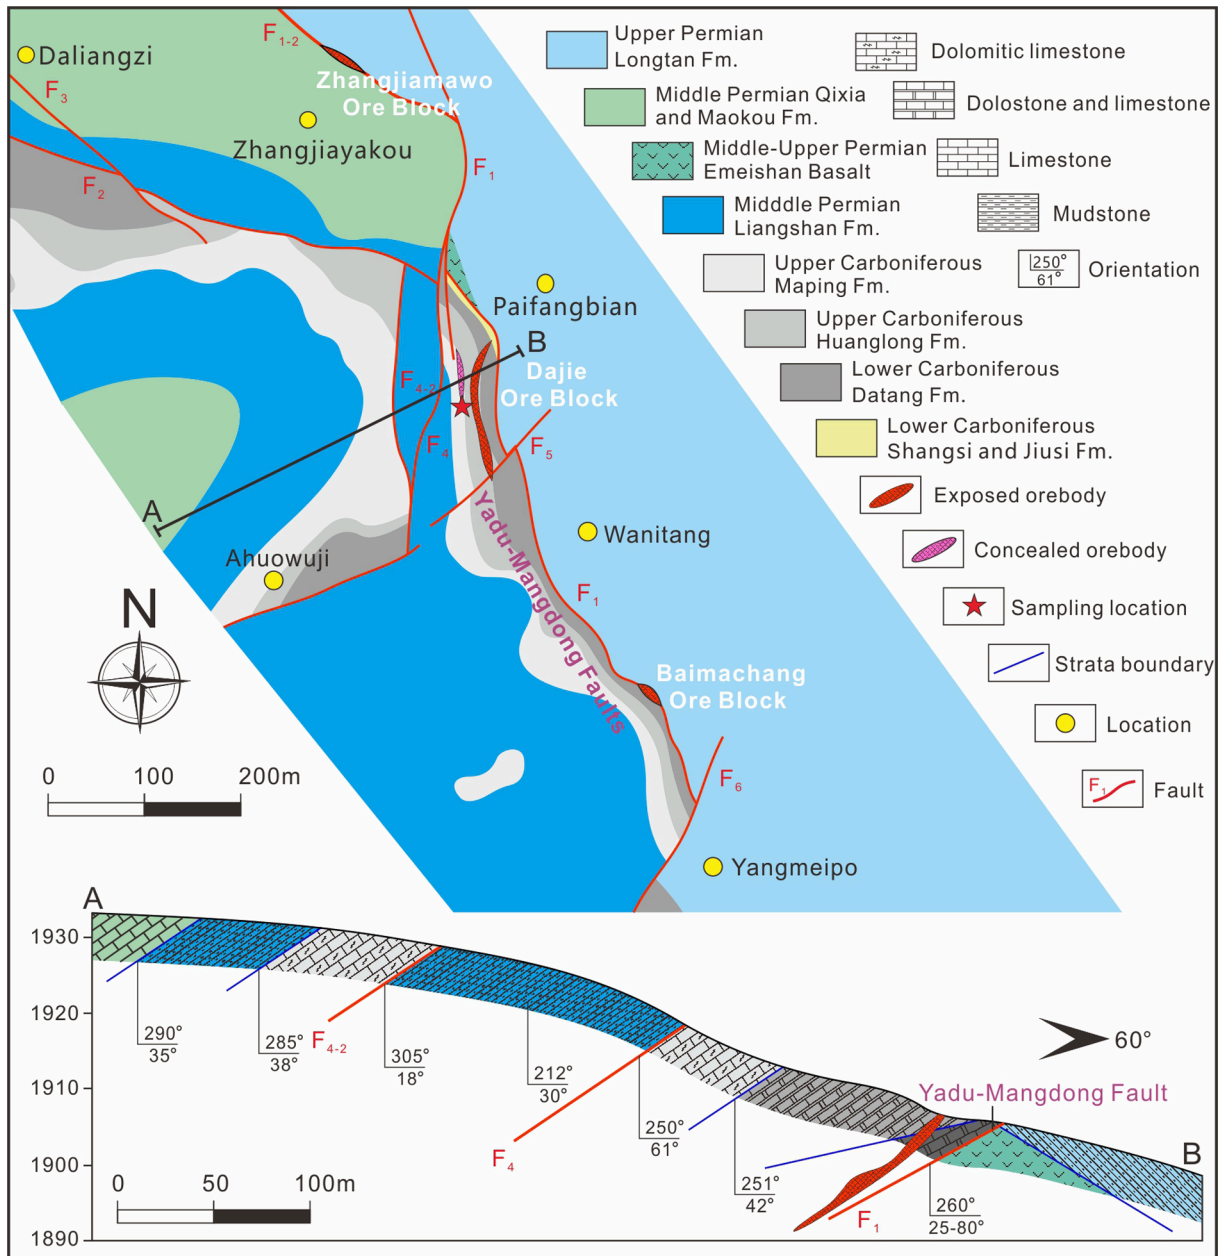 Daliangzi
F3
F1-2
Zhangjiamawo
Ore Block
Zhangjiayakou
F2
F1
Paifangbian
B
Dajie
Ore Block
F4-2
F4
F5
A
Ahuowuji
Wanitang
Yadu-Mangdong Faults
F1
Baimachang
Ore Block
F6
Yangmeipo
N
0 100 200m
Upper Permian
Longtan Fm.
Middle Permian Qixia
and Maokou Fm.
Middle-Upper Permian
Emeishan Basalt
Midddle Permian
Liangshan Fm.
Upper Carboniferous
Maping Fm.
Upper Carboniferous
Huanglong Fm.
Lower Carboniferous
Datang Fm.
Lower Carboniferous
Shangsi and Jiusi Fm.
Exposed orebody
Concealed orebody
Sampling location
Strata boundary
Location
F1
Fault
Dolomitic limestone
Dolostone and limestone
Limestone
Mudstone
250°
61°
Orientation
A
1930
1920
1910
1900
1890
290°
35°
285°
38°
F4-2
305°
18°
212°
30°
F4
250°
61°
251°
42°
F1
260°
25-80°
60°
Yadu-Mangdong Fault
B
0 50 100m